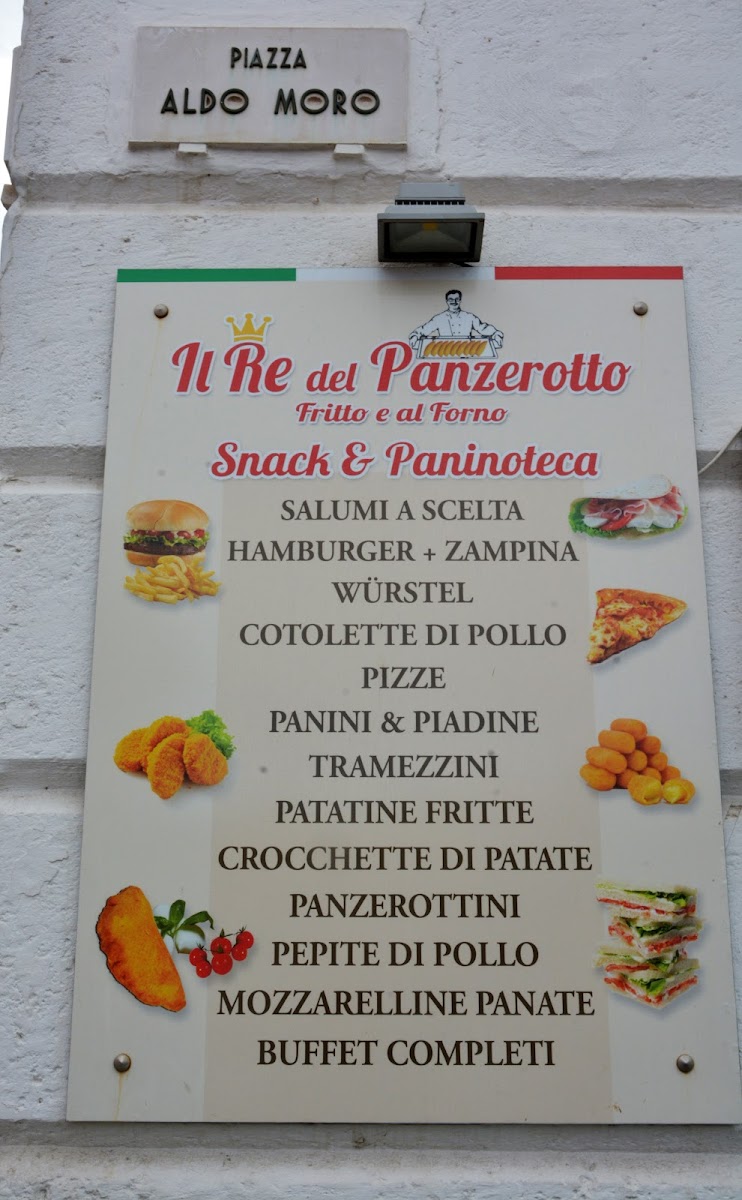 PIAZZA
ALDO MORO
Il Re del Panzerotto
Fritto e al Forno
Snack & Paninoteca
SALUMI A SCELTA
HAMBURGER + ZAMPINA
WÜRSTEL
COTOLETTE DI POLLO
PIZZE
PANINI & PIADINE
TRAMEZZINI
PATATINE FRITTE
CROCCHETTE DI PATATE
PANZEROTTINI
PEPITE DI POLLO
MOZZARELLINE PANATE
BUFFET COMPLETI